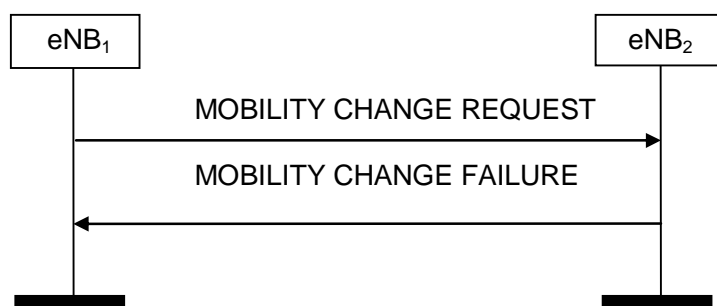 eNB₁
eNB₂
MOBILITY CHANGE REQUEST
MOBILITY CHANGE FAILURE